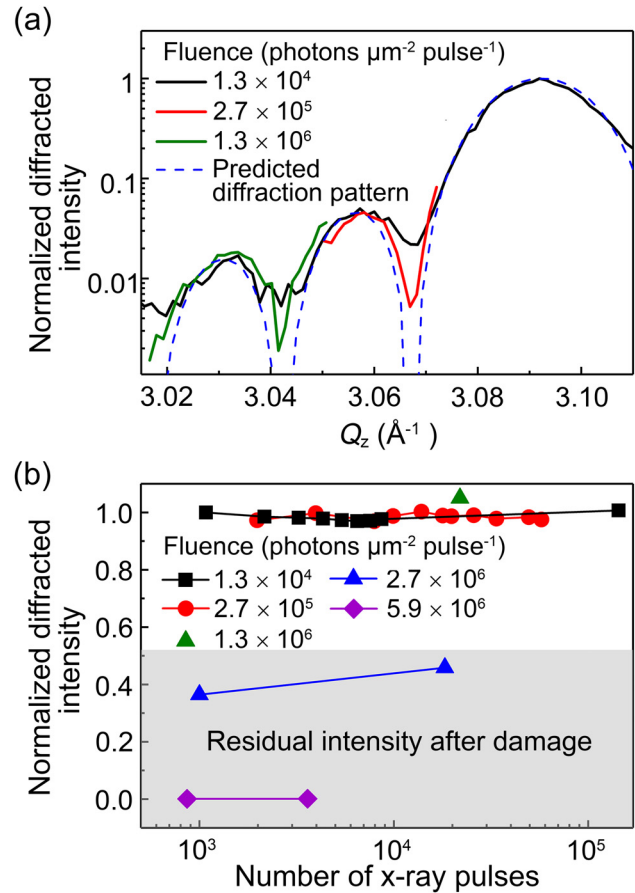 (a)
Fluence (photons μm⁻² pulse⁻¹)
1.3 × 10⁴
2.7 × 10⁵
1.3 × 10⁶
Predicted
diffraction pattern
1
0.1
0.01
Normalized diffracted
intensity
3.02 3.04 3.06 3.08 3.10
Qz (Å⁻¹)
(b)
1.0
0.8
0.6
0.4
0.2
0.0
Normalized diffracted
intensity
Fluence (photons μm⁻² pulse⁻¹)
1.3 × 10⁴ 2.7 × 10⁶
2.7 × 10⁵ 5.9 × 10⁶
1.3 × 10⁶
Residual intensity after damage
10³ 10⁴ 10⁵
Number of x-ray pulses